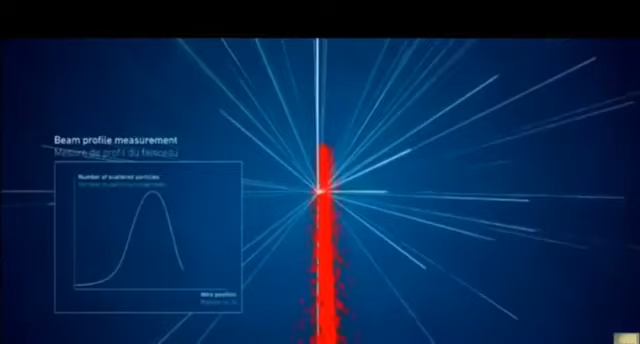 Beam profile measurement
Mesure de profil du faisceau
Number of scattered particles
Wire position